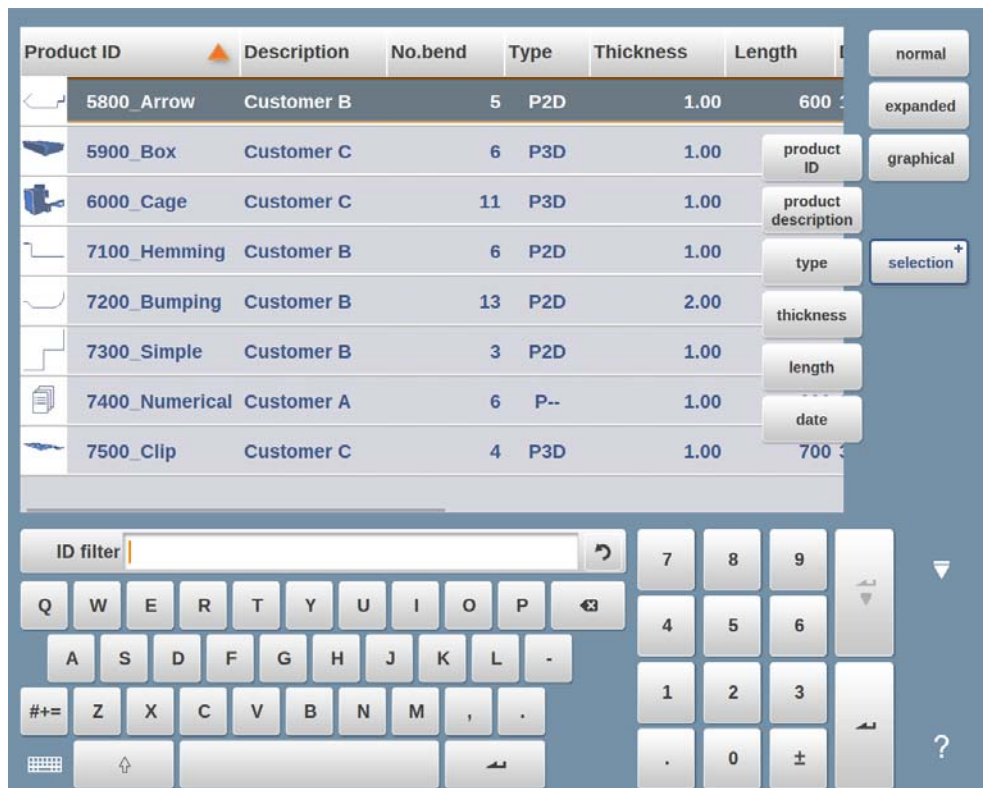 Product ID Description No.bend Type Thickness Length
normal
5800_Arrow Customer B 5 P2D 1.00 600
expanded
5900_Box Customer C 6 P3D 1.00
product
ID
graphical
6000_Cage Customer C 11 P3D 1.00
product
description
7100_Hemming Customer B 6 P2D 1.00
type
selection+
7200_Bumping Customer B 13 P2D 2.00
thickness
7300_Simple Customer B 3 P2D 1.00
length
7400_Numerical Customer A 6 P-- 1.00
date
7500_Clip Customer C 4 P3D 1.00 700
ID filter
7 8 9
Q W E R T Y U I O P
4 5 6
A S D F G H J K L -
1 2 3
#+= Z X C V B N M , .
. 0 ±
?